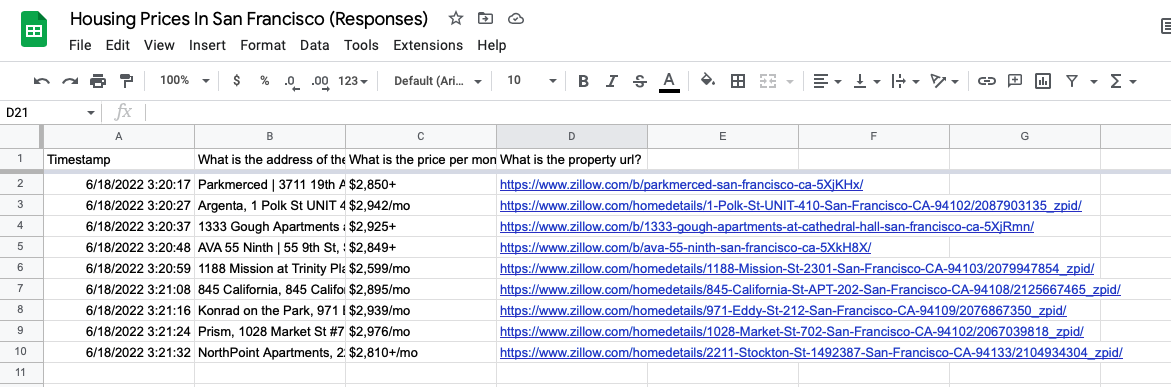 Housing Prices In San Francisco (Responses)
File Edit View Insert Format Data Tools Extensions Help
100% $ % .0 .00 123 Default (Ari... 10 B I S A
D21 fx
A B C D E F G
1 Timestamp What is the address of the What is the price per mon What is the property url?
2 6/18/2022 3:20:17 Parkmerced | 3711 19th A $2,850+ https://www.zillow.com/b/parkmerced-san-francisco-ca-5XjKHx/
3 6/18/2022 3:20:27 Argenta, 1 Polk St UNIT 4 $2,942/mo https://www.zillow.com/homedetails/1-Polk-St-UNIT-410-San-Francisco-CA-94102/2087903135_zpid/
4 6/18/2022 3:20:37 1333 Gough Apartments $2,925+ https://www.zillow.com/b/1333-gough-apartments-at-cathedral-hall-san-francisco-ca-5XjRmn/
5 6/18/2022 3:20:48 AVA 55 Ninth | 55 9th St, $2,849+ https://www.zillow.com/b/ava-55-ninth-san-francisco-ca-5XkH8X/
6 6/18/2022 3:20:59 1188 Mission at Trinity Pla $2,599/mo https://www.zillow.com/homedetails/1188-Mission-St-2301-San-Francisco-CA-94103/2079947854_zpid/
7 6/18/2022 3:21:08 845 California, 845 Califo $2,895/mo https://www.zillow.com/homedetails/845-California-St-APT-202-San-Francisco-CA-94108/2125667465_zpid/
8 6/18/2022 3:21:16 Konrad on the Park, 971 $2,939/mo https://www.zillow.com/homedetails/971-Eddy-St-212-San-Francisco-CA-94109/2076867350_zpid/
9 6/18/2022 3:21:24 Prism, 1028 Market St #7 $2,976/mo https://www.zillow.com/homedetails/1028-Market-St-702-San-Francisco-CA-94102/2067039818_zpid/
10 6/18/2022 3:21:32 NorthPoint Apartments, 2 $2,810+/mo https://www.zillow.com/homedetails/2211-Stockton-St-1492387-San-Francisco-CA-94133/2104934304_zpid/
11